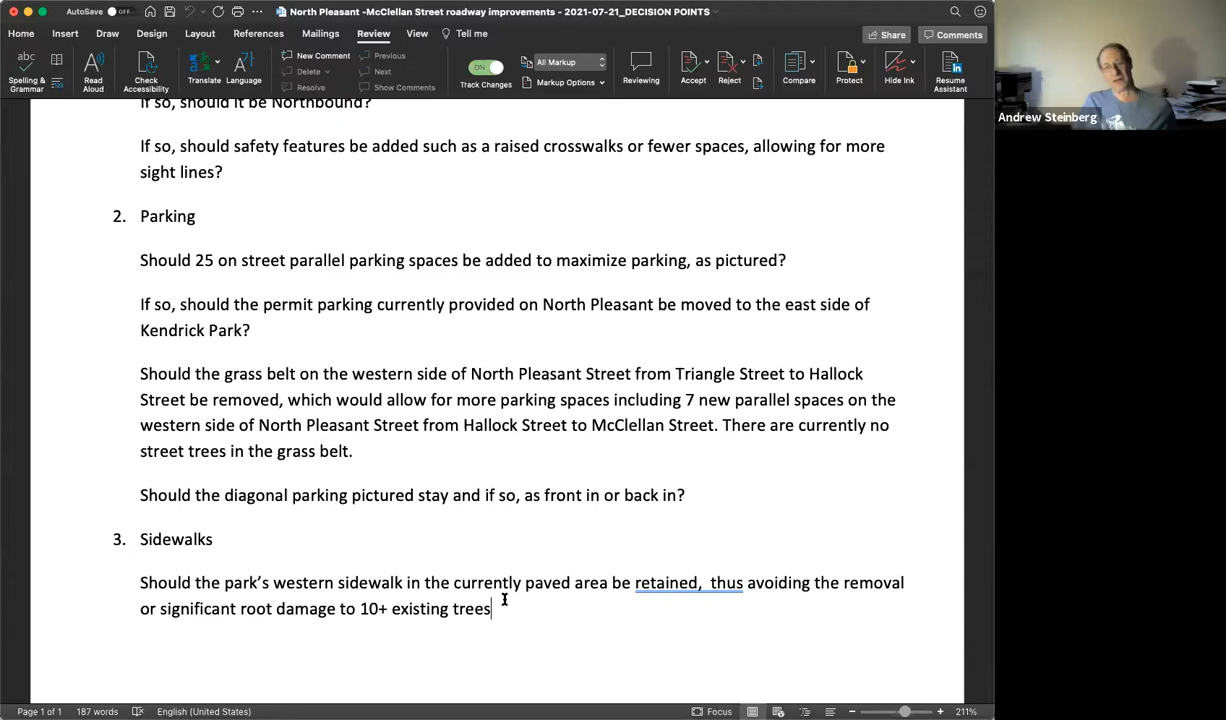 AutoSave OFF North Pleasant -McClellan Street roadway improvements - 2021-07-21_DECISION POINTS
Home Insert Draw Design Layout References Mailings Review View Tell me Share Comments
abc Spelling & Grammar
Read Aloud
Check Accessibility
Translate Language
New Comment Previous
Delete Next
Resolve Show Comments
ON Track Changes
All Markup
Markup Options
Reviewing
Accept Reject
Compare
Protect
Hide Ink
Resume Assistant
Andrew Steinberg
If so, should it be Northbound?
If so, should safety features be added such as a raised crosswalks or fewer spaces, allowing for more
sight lines?
2. Parking
Should 25 on street parallel parking spaces be added to maximize parking, as pictured?
If so, should the permit parking currently provided on North Pleasant be moved to the east side of
Kendrick Park?
Should the grass belt on the western side of North Pleasant Street from Triangle Street to Hallock
Street be removed, which would allow for more parking spaces including 7 new parallel spaces on the
western side of North Pleasant Street from Hallock Street to McClellan Street. There are currently no
street trees in the grass belt.
Should the diagonal parking pictured stay and if so, as front in or back in?
3. Sidewalks
Should the park's western sidewalk in the currently paved area be retained,  thus avoiding the removal
or significant root damage to 10+ existing trees
Page 1 of 1 187 words English (United States) Focus 211%